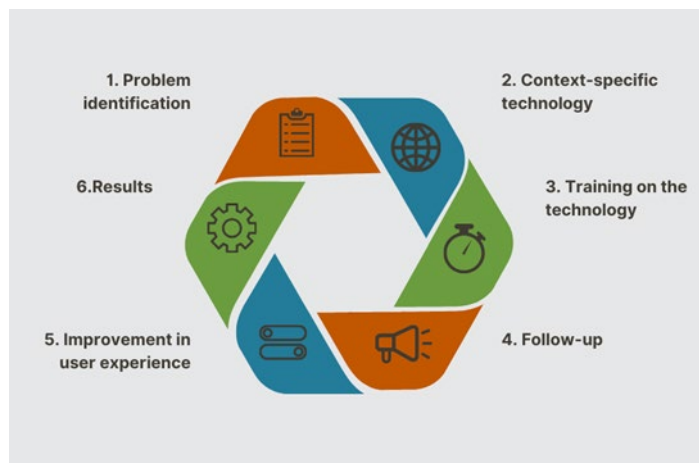 1. Problem
identification
2. Context-specific
technology
3. Training on the
technology
4. Follow-up
5. Improvement in
user experience
6.Results